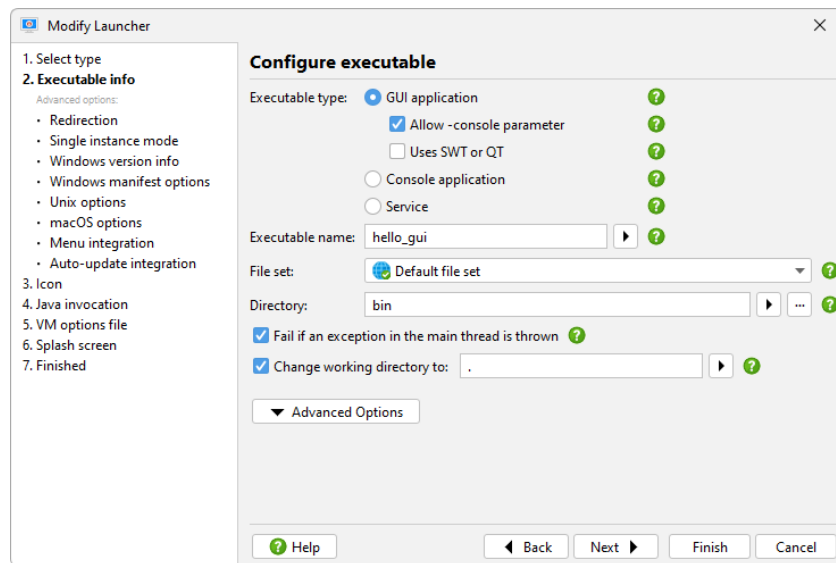 Modify Launcher
1. Select type
2. Executable info
Advanced options:
• Redirection
• Single instance mode
• Windows version info
• Windows manifest options
• Unix options
• macOS options
• Menu integration
• Auto-update integration
3. Icon
4. Java invocation
5. VM options file
6. Splash screen
7. Finished
Configure executable
Executable type: GUI application
Allow -console parameter
Uses SWT or QT
Console application
Service
Executable name: hello_gui
File set: Default file set
Directory: bin
...
Fail if an exception in the main thread is thrown
Change working directory to: .
Advanced Options
Help
Back
Next
Finish
Cancel